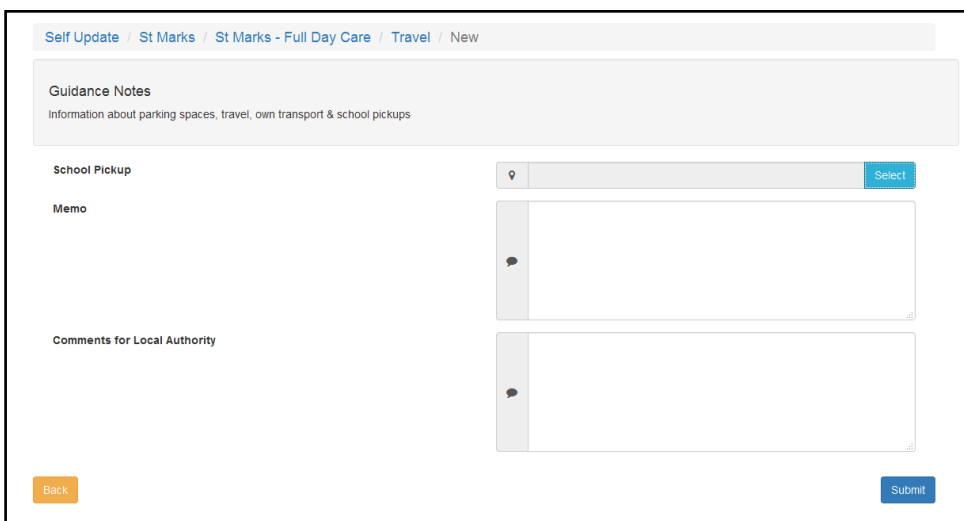 Self Update / St Marks / St Marks - Full Day Care / Travel / New
Guidance Notes
Information about parking spaces, travel, own transport & school pickups
School Pickup
Select
Memo
Comments for Local Authority
Back
Submit